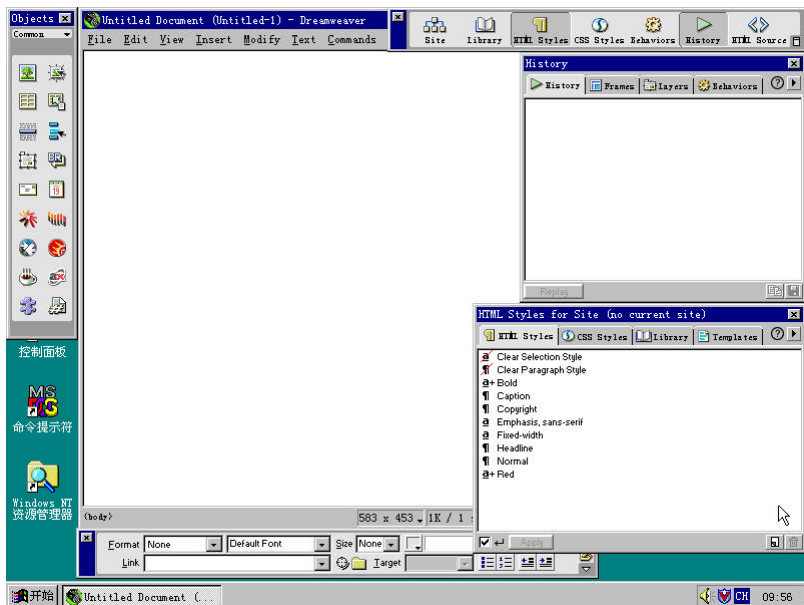 Objects
Common
Untitled Document (Untitled-1) - Dreamweaver
File Edit View Insert Modify Text Commands
Site Library HTML Styles CSS Styles Behaviors History HTML Source
History
History Frames Layers Behaviors
Replay
HTML Styles for Site (no current site)
HTML Styles CSS Styles Library Templates
Clear Selection Style
Clear Paragraph Style
a+ Bold
¶ Caption
¶ Copyright
a Emphasis, sans-serif
a Fixed-width
¶ Headline
¶ Normal
a+ Red
Apply
19
控制面板
MS
命令提示符
Windows NT
资源管理器
<body>
583 x 453 1K / 1
Format None Default Font Size None
Link Target
开始 Untitled Document (...
CH 09:56